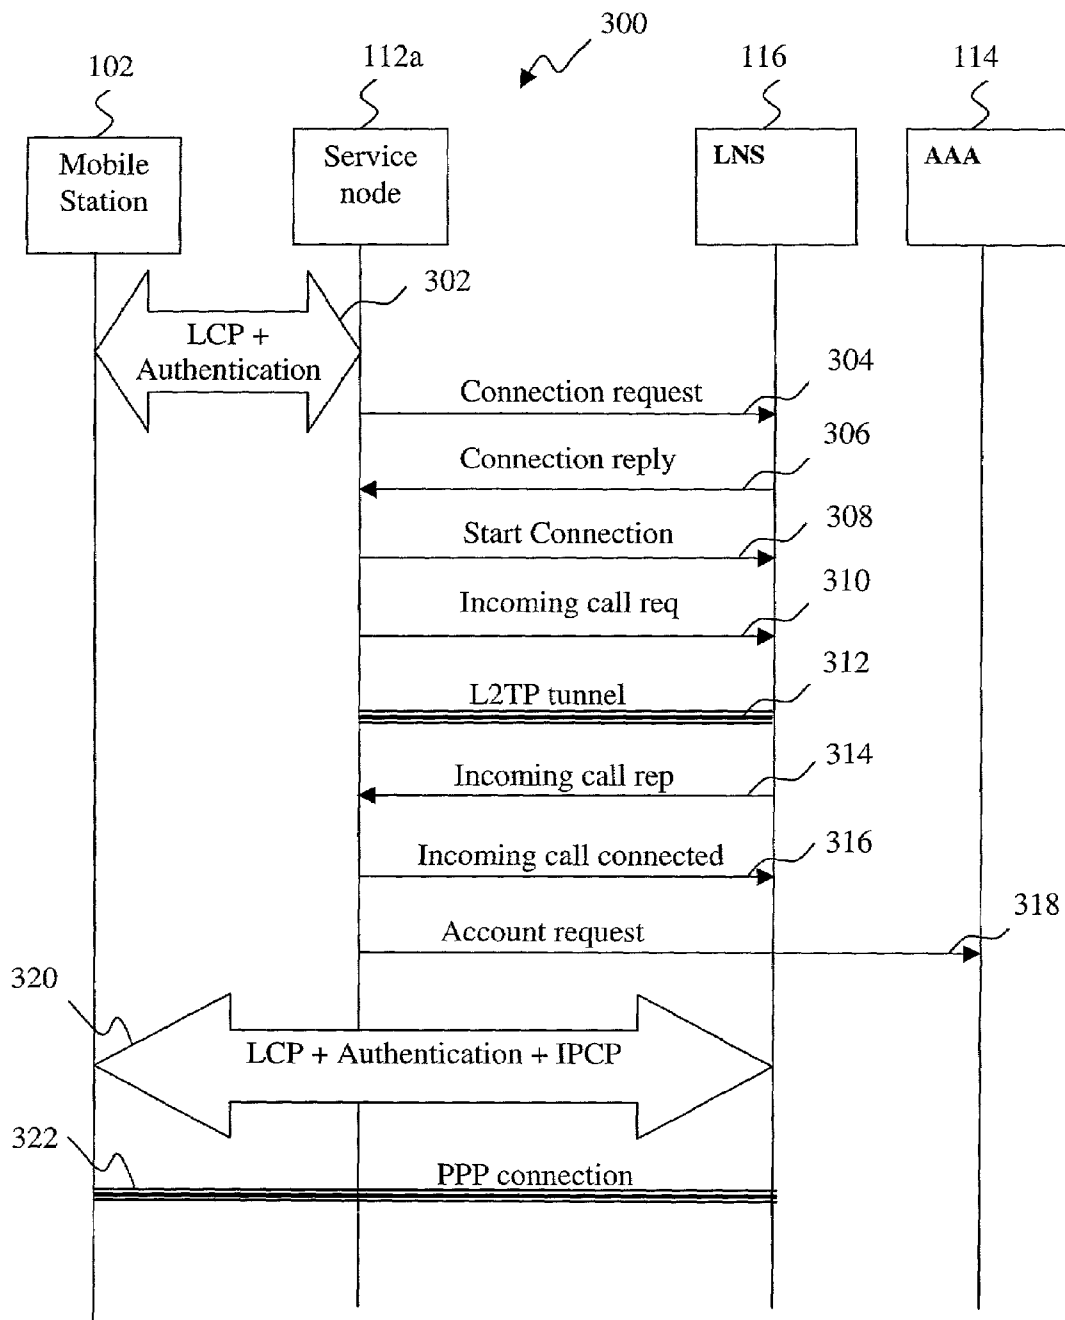 300
102
112a
116
114
Mobile
Station
Service
node
LNS
AAA
302
LCP +
Authentication
304
Connection request
306
Connection reply
308
Start Connection
310
Incoming call req
312
L2TP tunnel
314
Incoming call rep
316
Incoming call connected
318
Account request
320
LCP + Authentication + IPCP
322
PPP connection